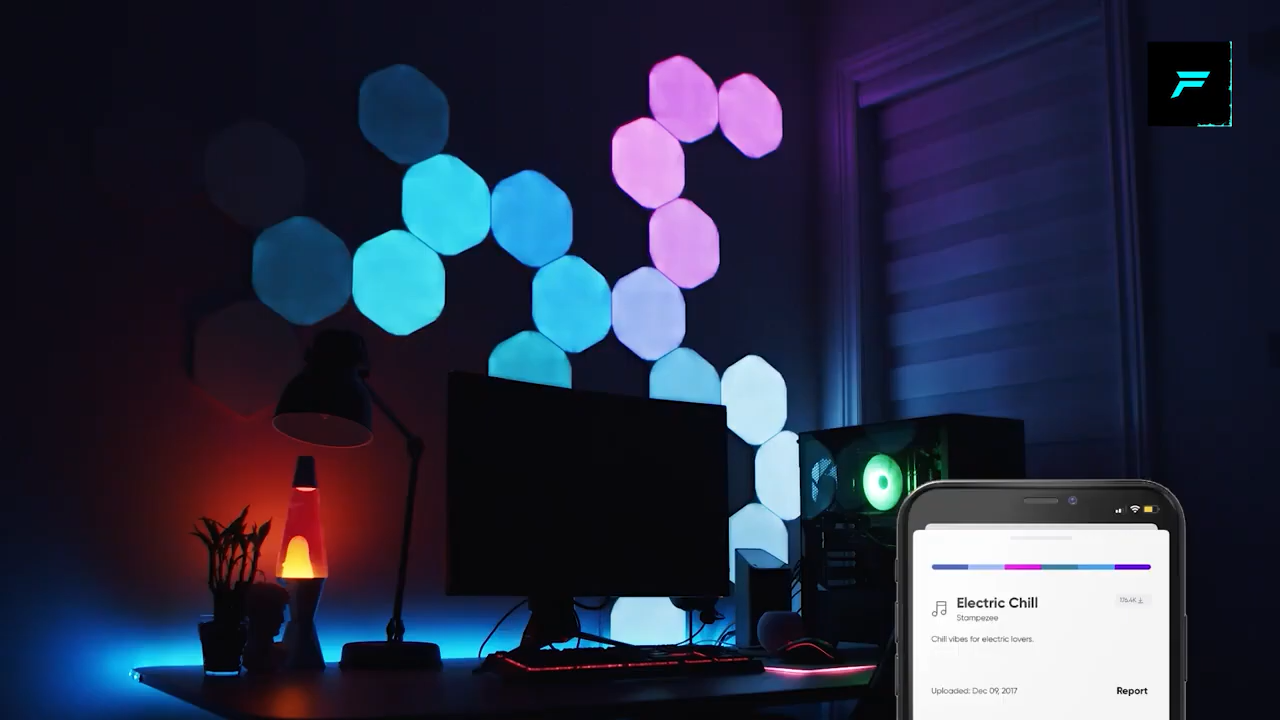 Electric Chill
Stampezee
Chill vibes for electric lovers.
Uploaded: Dec 09, 2017
Report